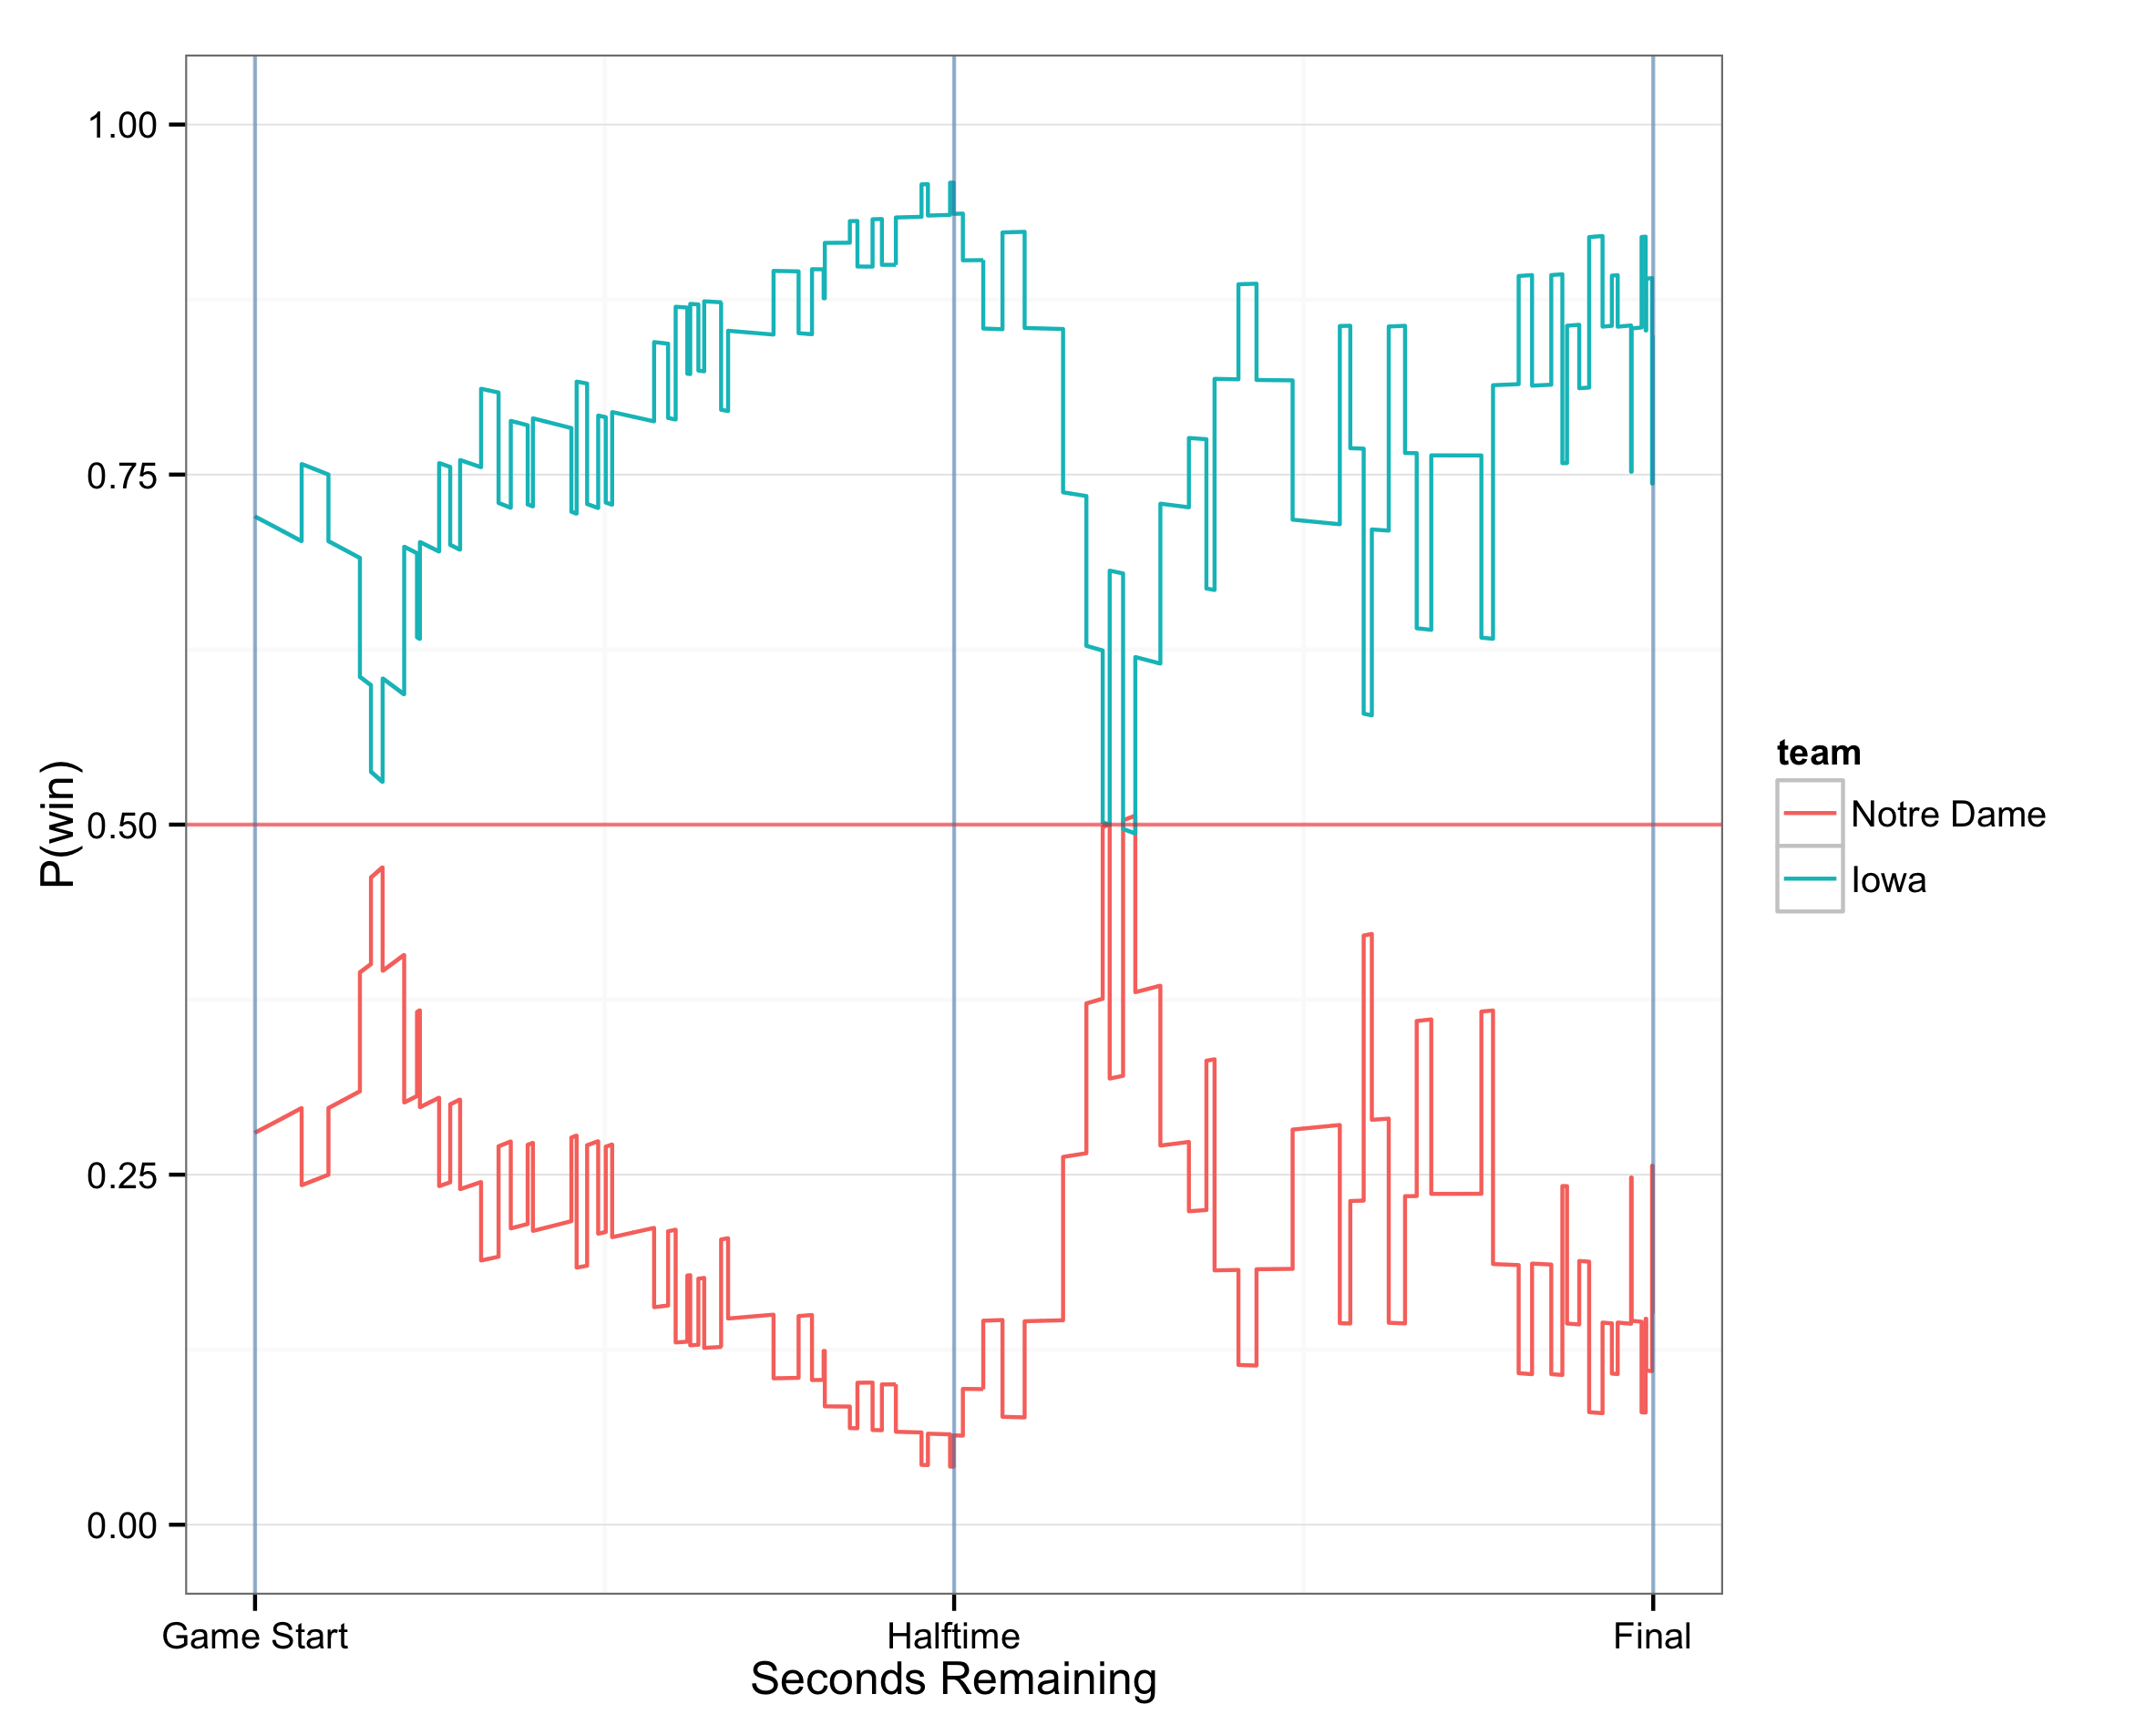 1.00
0.75
0.50
0.25
0.00
P(win)
Game Start
Halftime
Final
Seconds Remaining
team
Notre Dame
Iowa